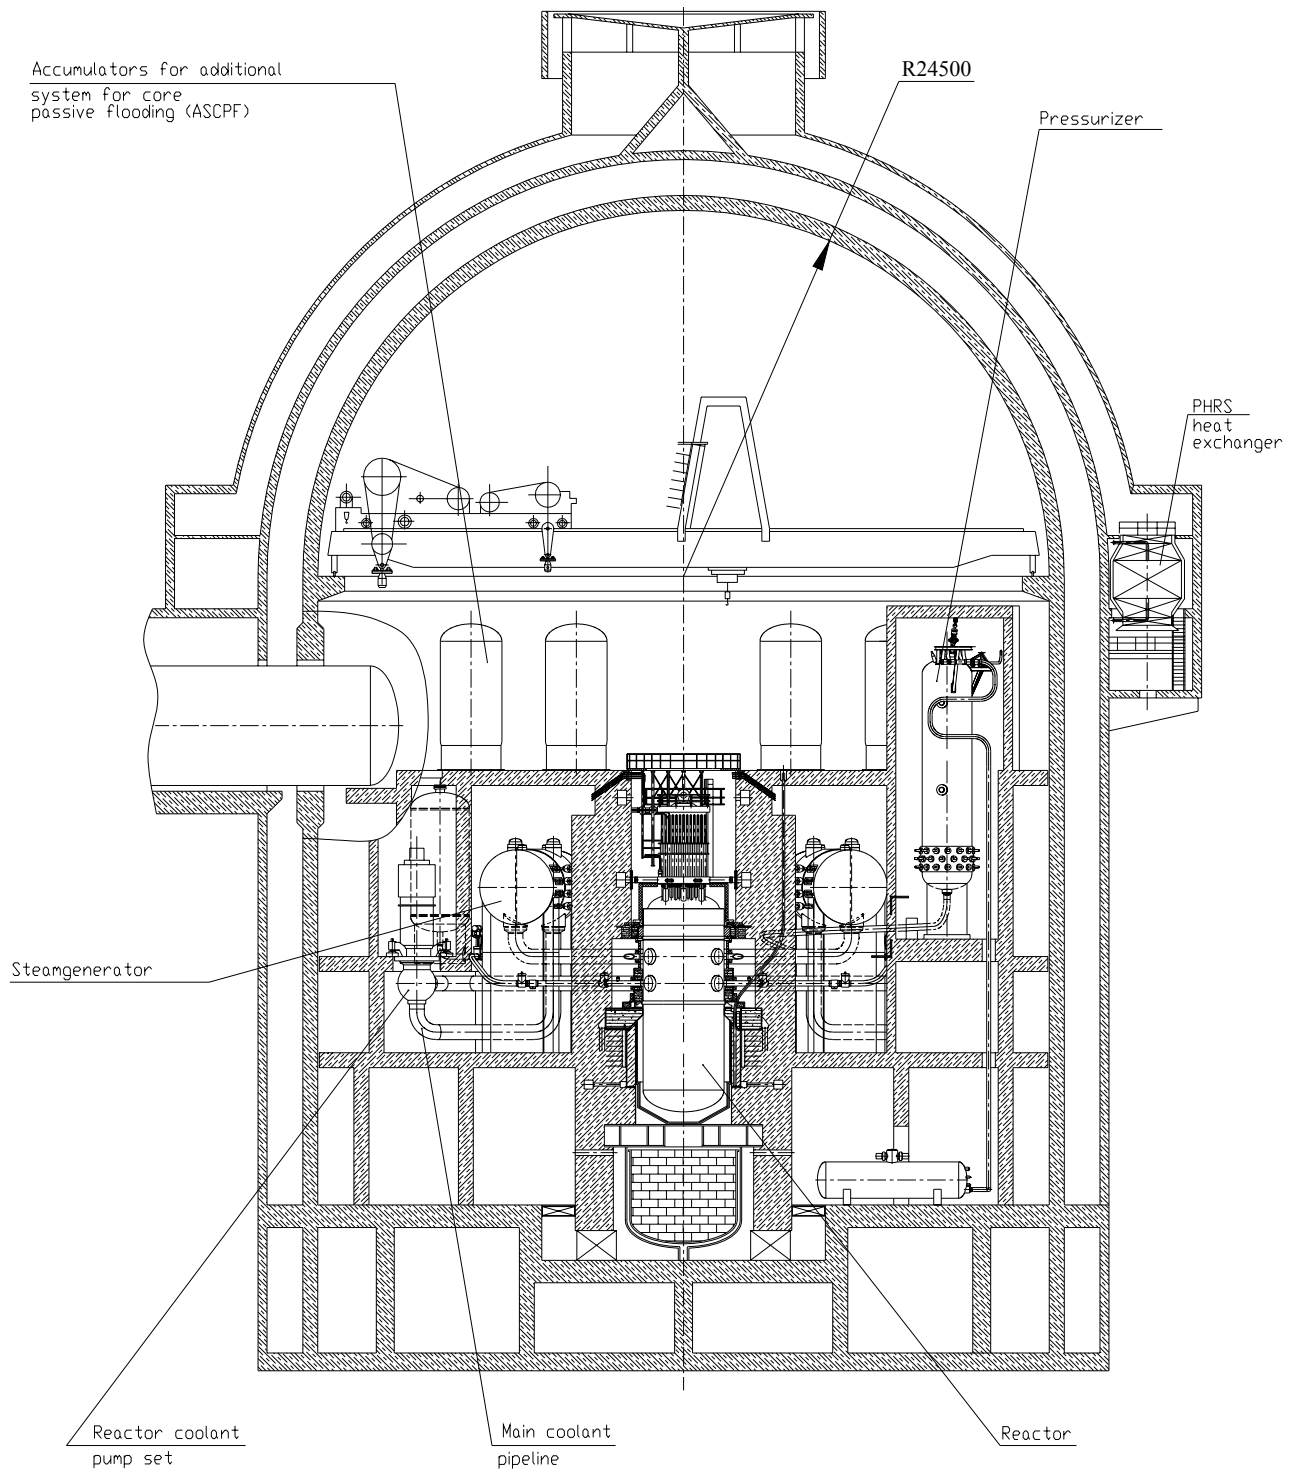 Accumulators for additional
system for core
passive flooding (ASCPF)
R24500
Pressurizer
PHRS
heat
exchanger
Steamgenerator
Reactor coolant
pump set
Main coolant
pipeline
Reactor